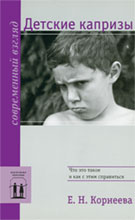 Детские капризы
современный взгляд
Что это такое
и как с этим справиться
Е. Н. Корнеева